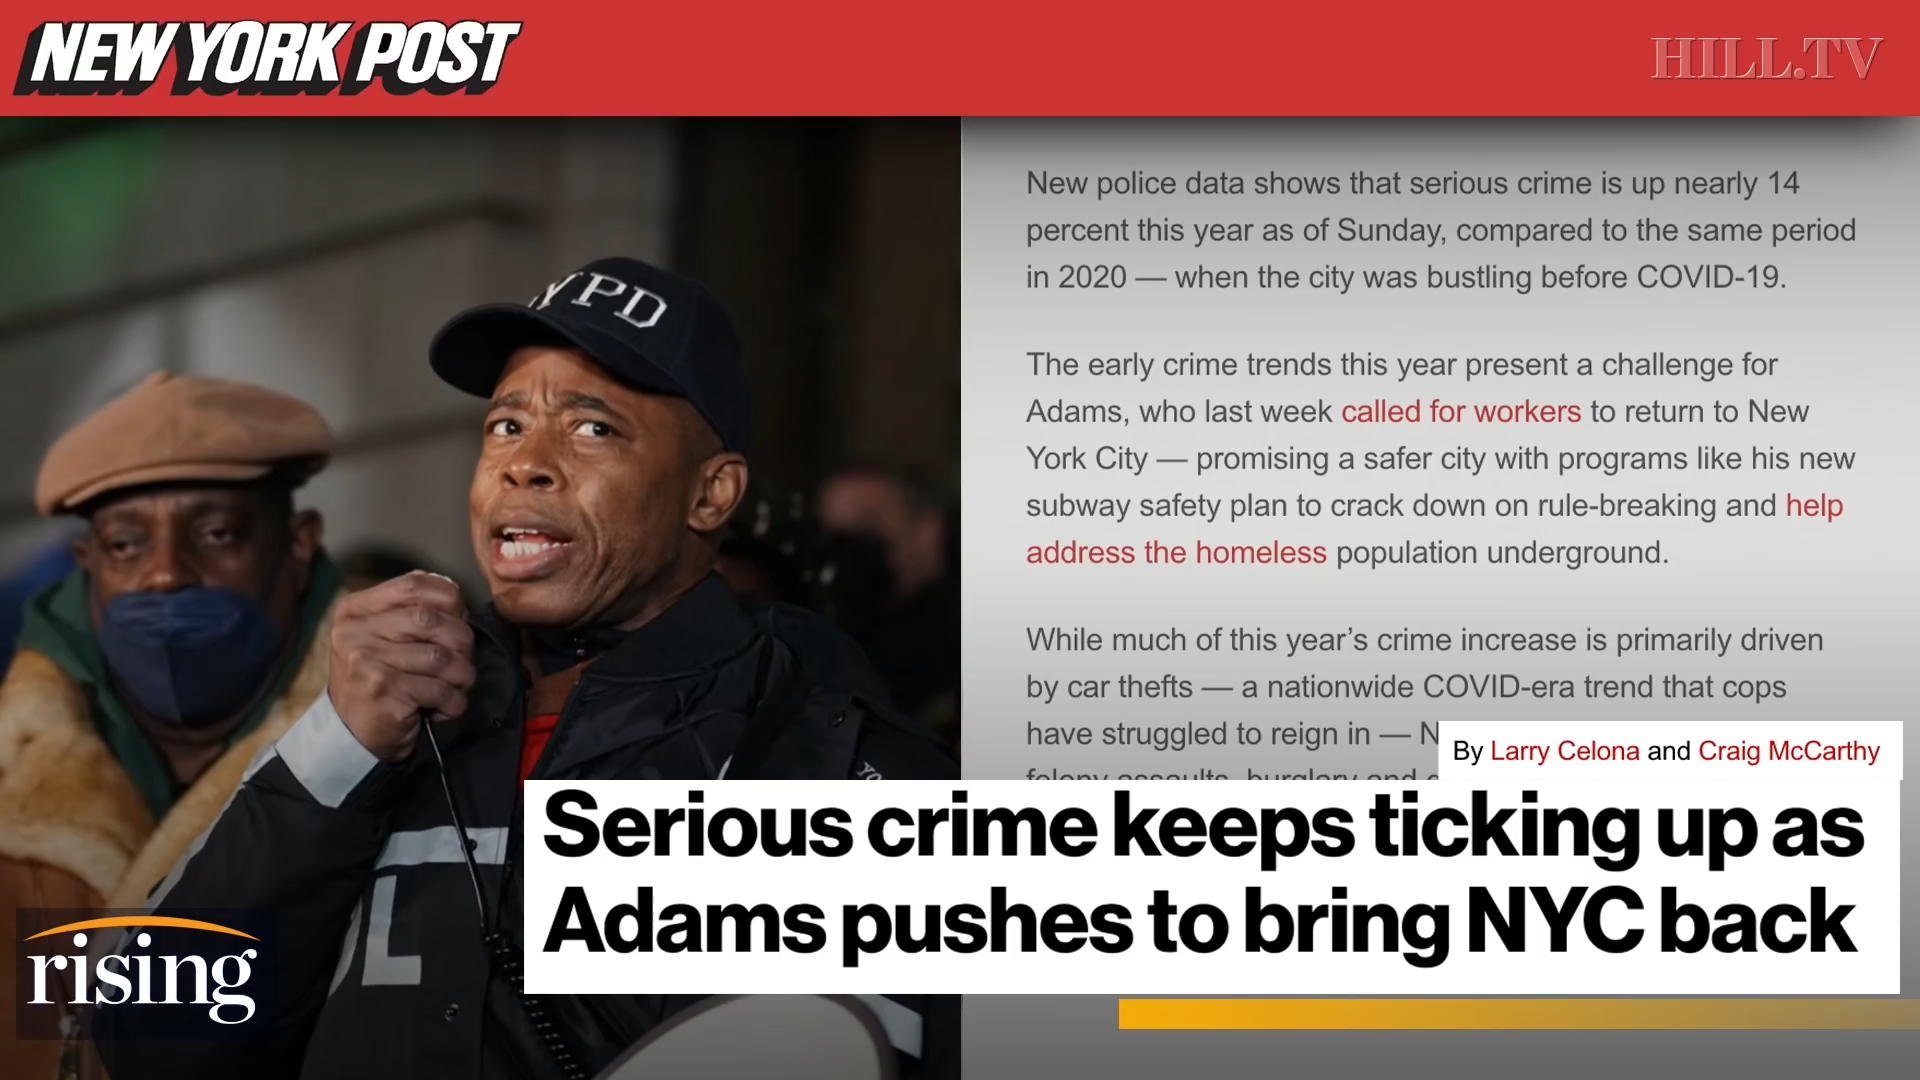 NEW YORK POST
HILL.TV
YPD
New police data shows that serious crime is up nearly 14
percent this year as of Sunday, compared to the same period
in 2020 — when the city was bustling before COVID-19.
The early crime trends this year present a challenge for
Adams, who last week called for workers to return to New
York City — promising a safer city with programs like his new
subway safety plan to crack down on rule-breaking and help
address the homeless population underground.
While much of this year’s crime increase is primarily driven
by car thefts — a nationwide COVID-era trend that cops
have struggled to reign in — N
felony assaults, burglary and
By Larry Celona and Craig McCarthy
Serious crime keeps ticking up as
Adams pushes to bring NYC back
rising